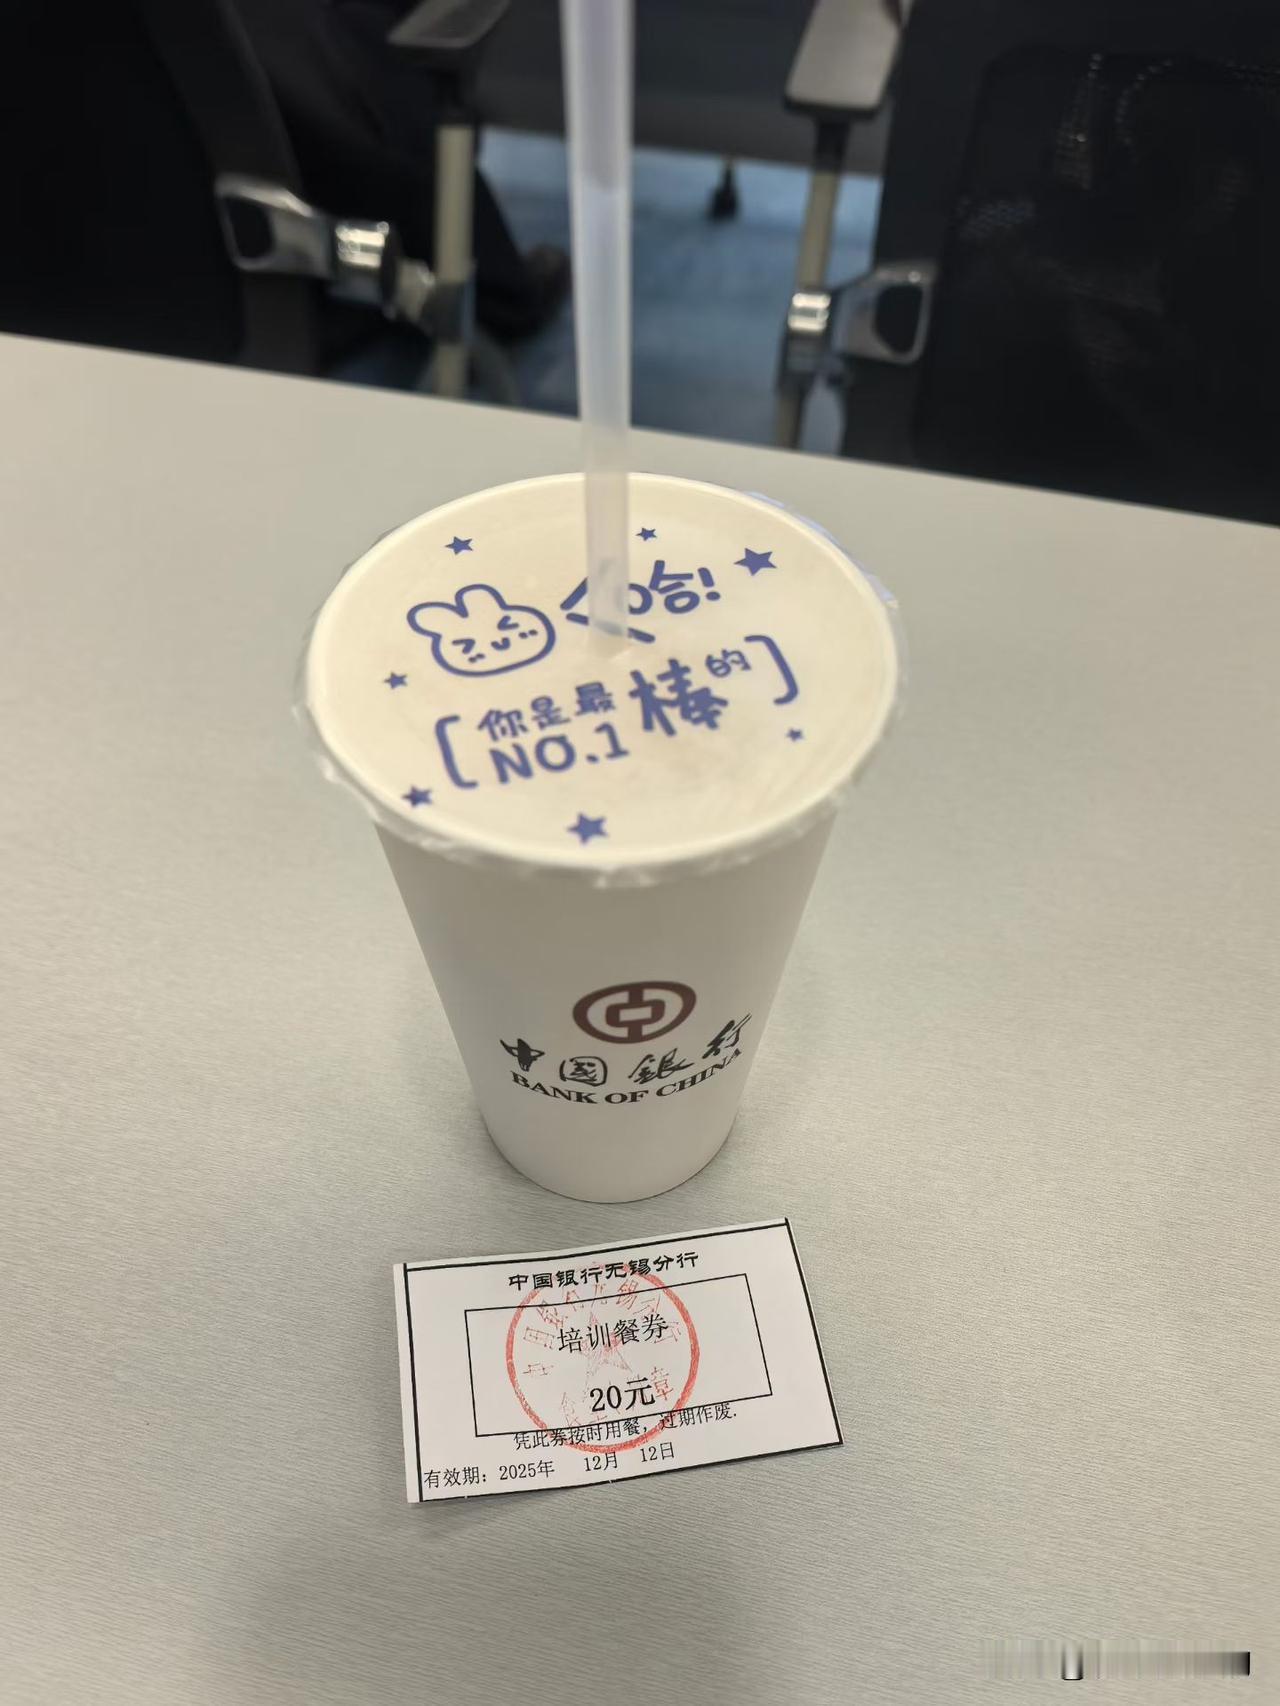 哈!
你是最棒的
NO.1
中国銀行
BANK OF CHINA
中国银行无锡分行
培训餐券
20元
凭此券按时用餐，过期作废.
有效期：2025年 12月 12日